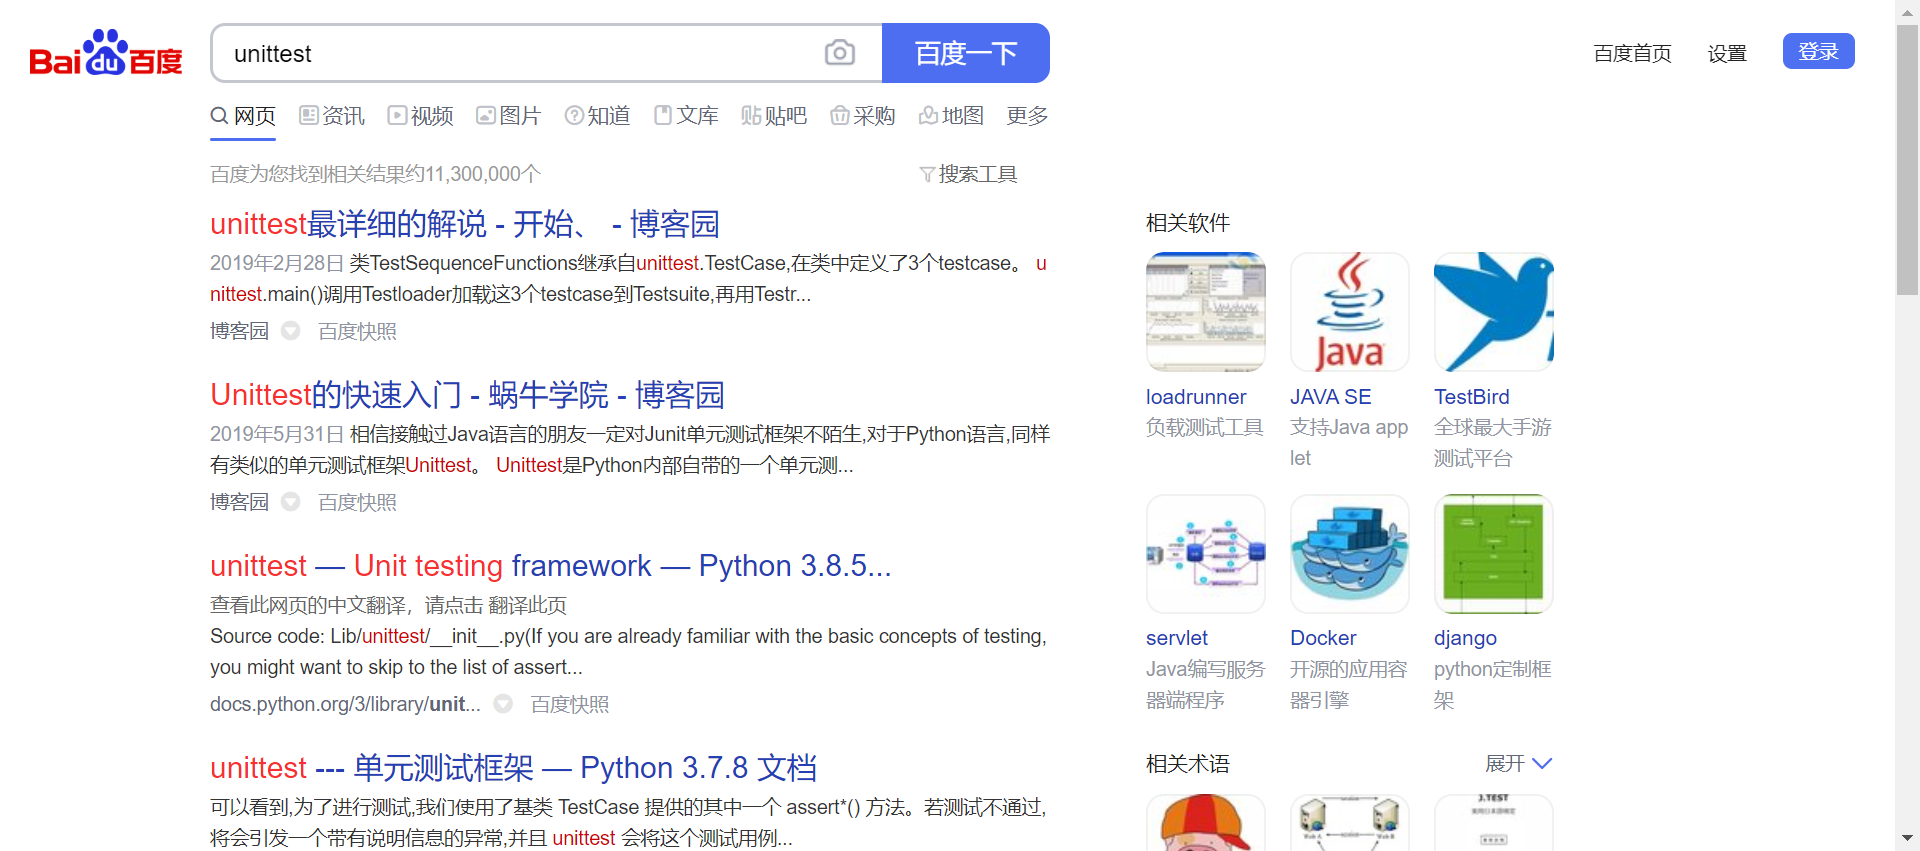 Bai du 百度
unittest
百度一下
百度首页 设置 登录
网页 资讯 视频 图片 知道 文库 贴吧 采购 地图 更多
百度为您找到相关结果约11,300,000个
搜索工具
unittest最详细的解说 - 开始、 - 博客园
2019年2月28日 类TestSequenceFunctions继承自unittest.TestCase,在类中定义了3个testcase。 u
nittest.main()调用Testloader加载这3个testcase到Testsuite,再用Testr...
博客园 百度快照
Unittest的快速入门 - 蜗牛学院 - 博客园
2019年5月31日 相信接触过Java语言的朋友一定对Junit单元测试框架不陌生,对于Python语言,同样
有类似的单元测试框架Unittest。 Unittest是Python内部自带的一个单元测...
博客园 百度快照
unittest — Unit testing framework — Python 3.8.5...
查看此网页的中文翻译，请点击 翻译此页
Source code: Lib/unittest/__init__.py(If you are already familiar with the basic concepts of testing,
you might want to skip to the list of assert...
docs.python.org/3/library/unit... 百度快照
unittest --- 单元测试框架 — Python 3.7.8 文档
可以看到,为了进行测试,我们使用了基类 TestCase 提供的其中一个 assert*() 方法。若测试不通过,
将会引发一个带有说明信息的异常,并且 unittest 会将这个测试用例...
相关软件
Java
loadrunner JAVA SE TestBird
负载测试工具 支持Java app 全球最大手游
let 测试平台
servlet Docker django
Java编写服务 开源的应用容 python定制框
器端程序 器引擎 架
相关术语 展开
J.TEST
Web A Web B